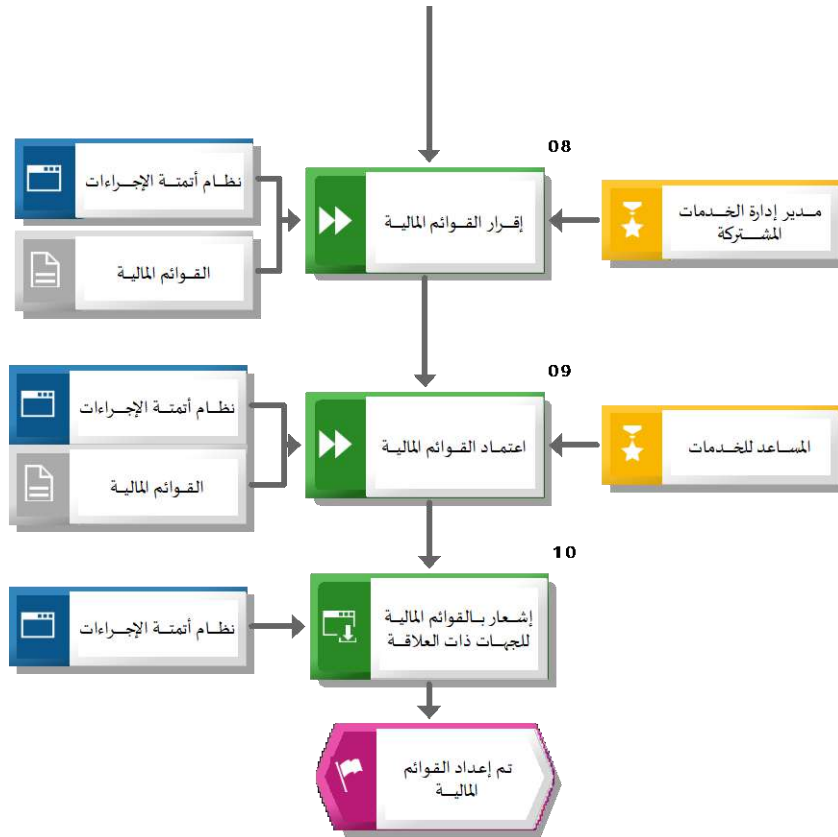 08
مدير إدارة الخدمات
المشتركة
إقرار القوائم المالية
نظام أتمتة الإجراءات
القوائم المالية
09
المساعد للخدمات
اعتماد القوائم المالية
نظام أتمتة الإجراءات
القوائم المالية
10
إشعار بالقوائم المالية
للجهات ذات العلاقة
نظام أتمتة الإجراءات
تم إعداد القوائم
المالية